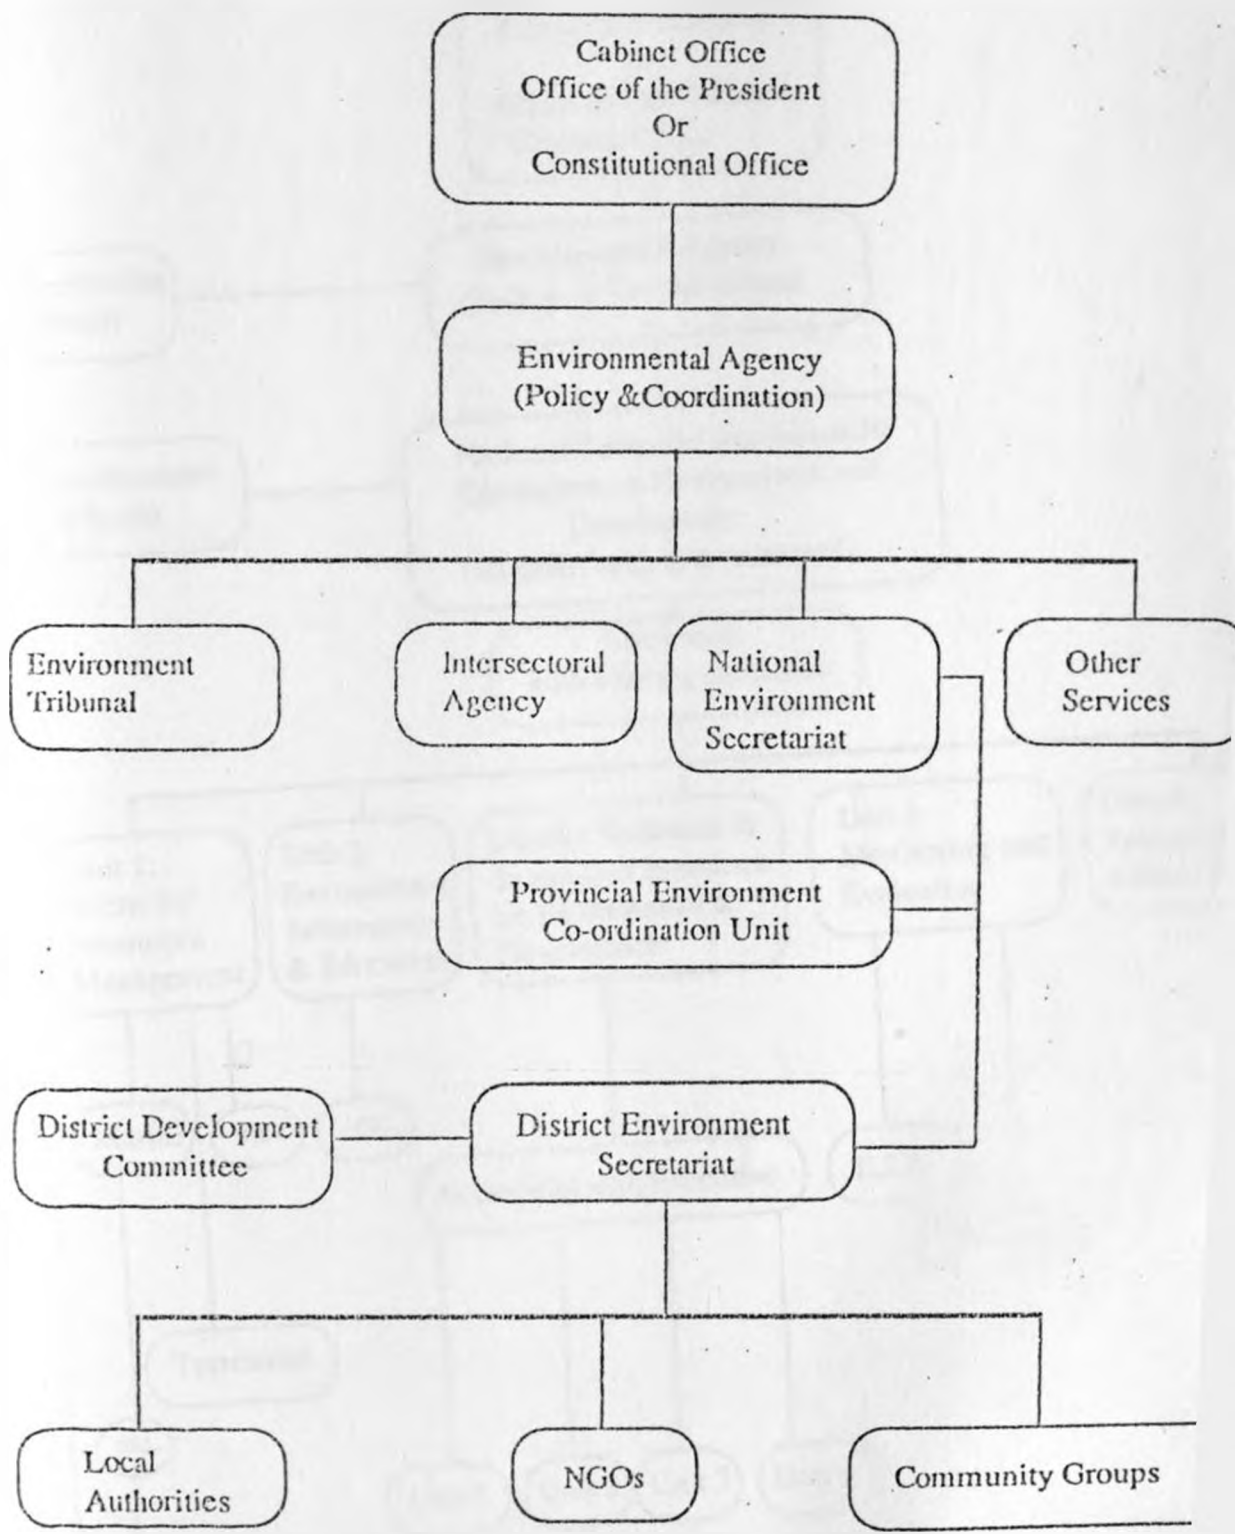 Cabinet Office
Office of the President
Or
Constitutional Office
Environmental Agency
(Policy &Coordination)
Environment
Tribunal
Intersectoral
Agency
National
Environment
Secretariat
Other
Services
Provincial Environment
Co-ordination Unit
District Development
Committee
District Environment
Secretariat
Local
Authorities
NGOs
Community Groups